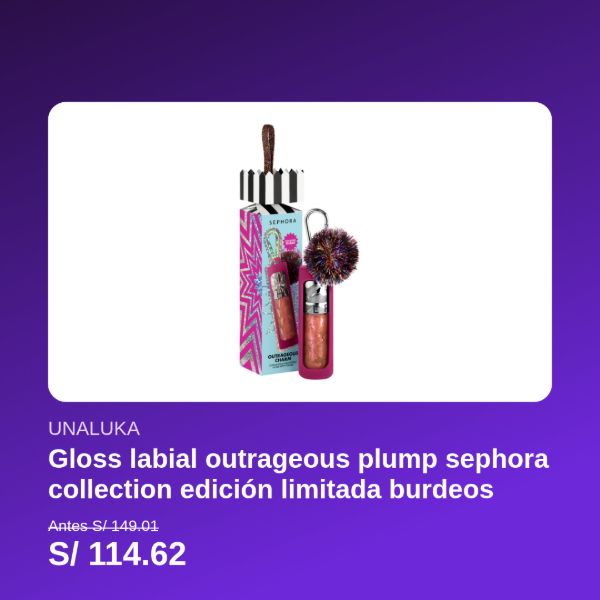 SEPHORA
OUTRAGEOUS
CHARM
UNALUKA
Gloss labial outrageous plump sephora
collection edición limitada burdeos
Antes S/ 149.01
S/ 114.62